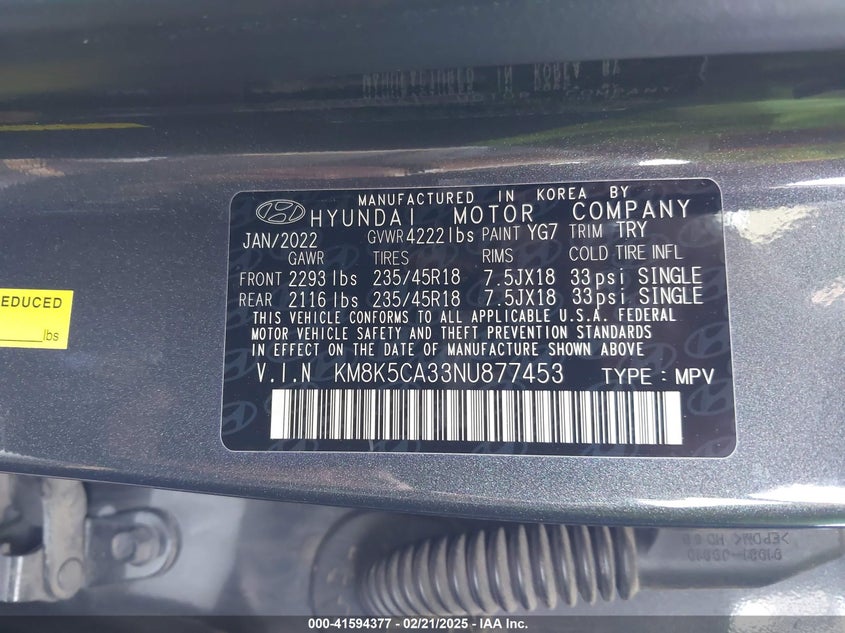 MANUFACTURED IN KOREA BY
HYUNDAI MOTOR COMPANY
JAN/2022 GVWR 4222 lbs PAINT YG7 TRIM TRY
GAWR TIRES RIMS COLD TIRE INFL
FRONT 2293 lbs 235/45R18 7.5JX18 33 psi SINGLE
REAR 2116 lbs 235/45R18 7.5JX18 33 psi SINGLE
THIS VEHICLE CONFORMS TO ALL APPLICABLE U.S.A. FEDERAL
MOTOR VEHICLE SAFETY AND THEFT PREVENTION STANDARDS
IN EFFECT ON THE DATE OF MANUFACTURE SHOWN ABOVE
V.I.N KM8K5CA33NU877453 TYPE : MPV
EDUCED
lbs
>EPDM< HD
000-41594377 - 02/21/2025 - IAA Inc.